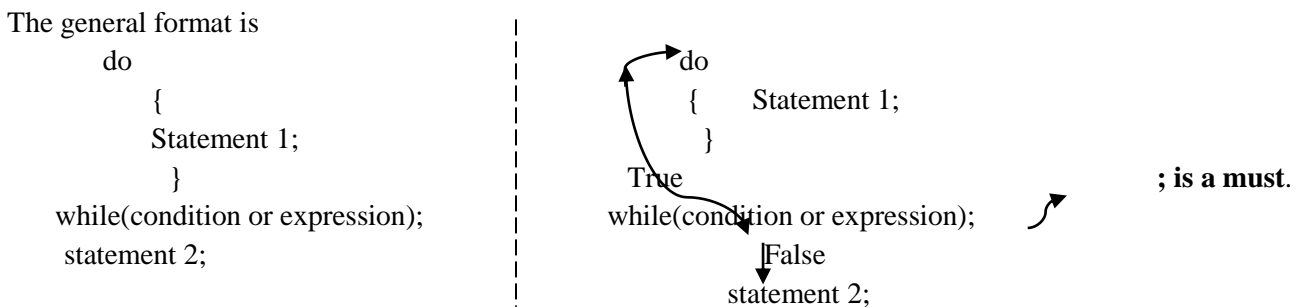 The general format is
do
{
Statement 1;
}
while(condition or expression);
statement 2;
do
{ Statement 1;
}
True ; is a must.
while(condition or expression);
False
statement 2;